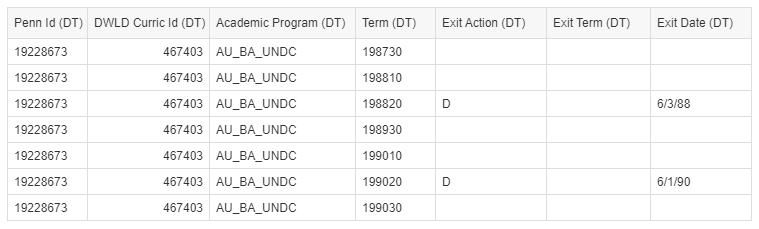 Penn Id (DT) DWLD Curric Id (DT) Academic Program (DT) Term (DT) Exit Action (DT) Exit Term (DT) Exit Date (DT)
19228673 467403 AU_BA_UNDC 198730
19228673 467403 AU_BA_UNDC 198810
19228673 467403 AU_BA_UNDC 198820 D 6/3/88
19228673 467403 AU_BA_UNDC 198930
19228673 467403 AU_BA_UNDC 199010
19228673 467403 AU_BA_UNDC 199020 D 6/1/90
19228673 467403 AU_BA_UNDC 199030